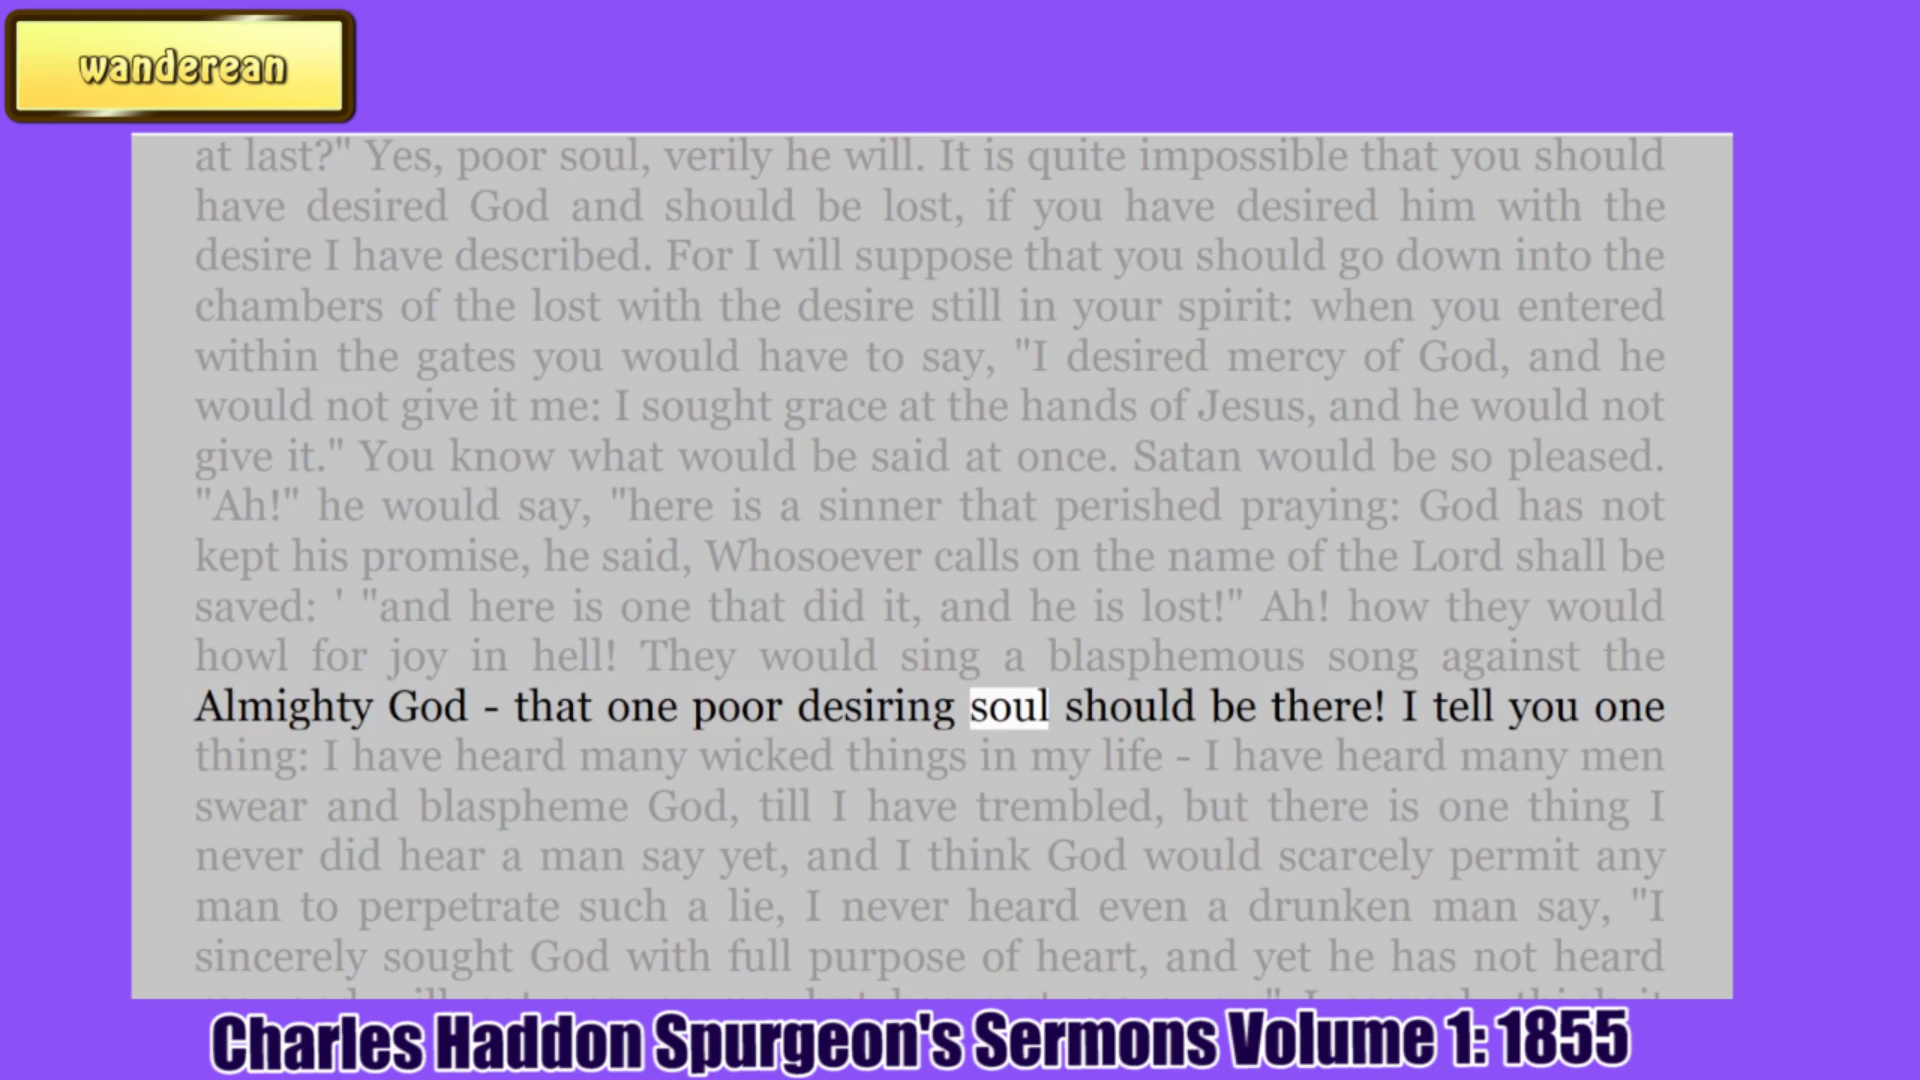 wanderean
at last?" Yes, poor soul, verily he will. It is quite impossible that you should
have desired God and should be lost, if you have desired him with the
desire I have described. For I will suppose that you should go down into the
chambers of the lost with the desire still in your spirit: when you entered
within the gates you would have to say, "I desired mercy of God, and he
would not give it me: I sought grace at the hands of Jesus, and he would not
give it." You know what would be said at once. Satan would be so pleased.
"Ah!" he would say, "here is a sinner that perished praying: God has not
kept his promise, he said, Whosoever calls on the name of the Lord shall be
saved: ' "and here is one that did it, and he is lost!" Ah! how they would
howl for joy in hell! They would sing a blasphemous song against the
Almighty God - that one poor desiring soul should be there! I tell you one
thing: I have heard many wicked things in my life - I have heard many men
swear and blaspheme God, till I have trembled, but there is one thing I
never did hear a man say yet, and I think God would scarcely permit any
man to perpetrate such a lie, I never heard even a drunken man say, "I
sincerely sought God with full purpose of heart, and yet he has not heard
Charles Haddon Spurgeon's Sermons Volume 1: 1855